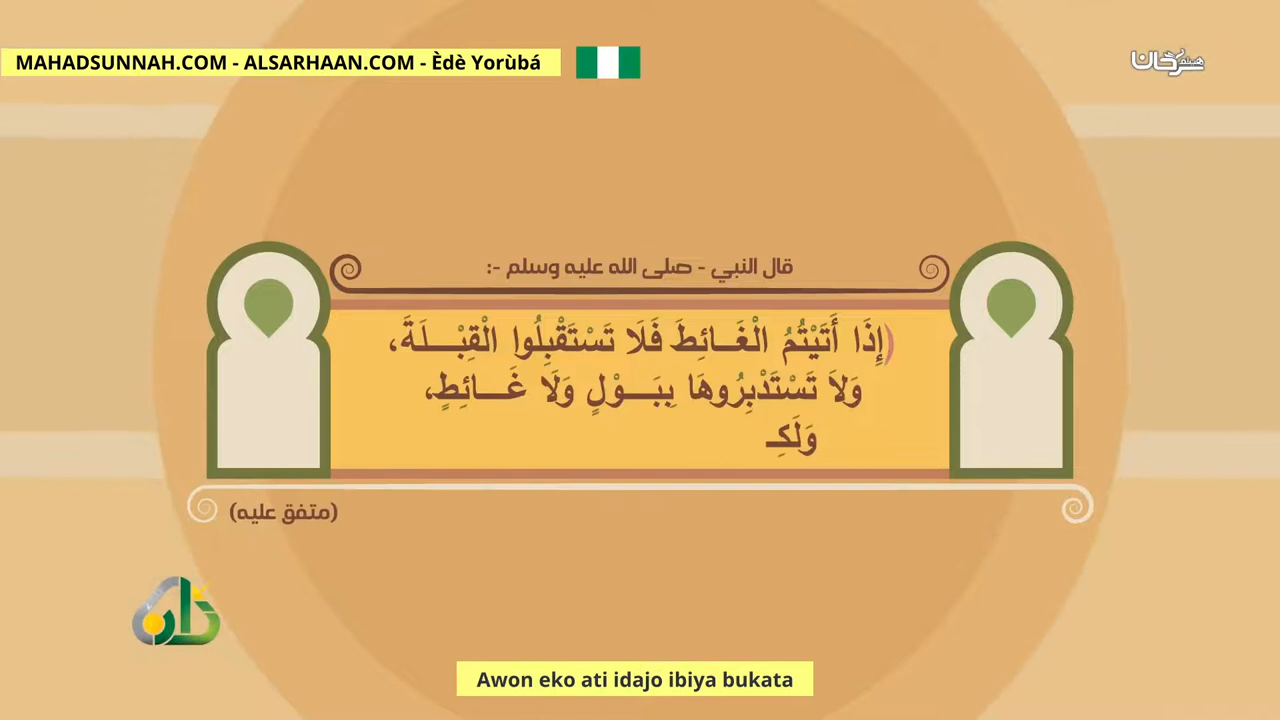 MAHADSUNNAH.COM - ALSARHAAN.COM - Èdè Yorùbá
قال النبي - صلى الله عليه وسلم -:
(إِذَا أَتَيْتُمُ الْغَـائِطَ فَلَا تَسْتَقْبِلُوا الْقِبْـلَةَ،
وَلَا تَسْتَدْبِرُوهَا بِبَـوْلٍ وَلَا غَـائِطٍ،
وَلَكِـ
(متفق عليه)
Awon eko ati idajo ibiya bukata